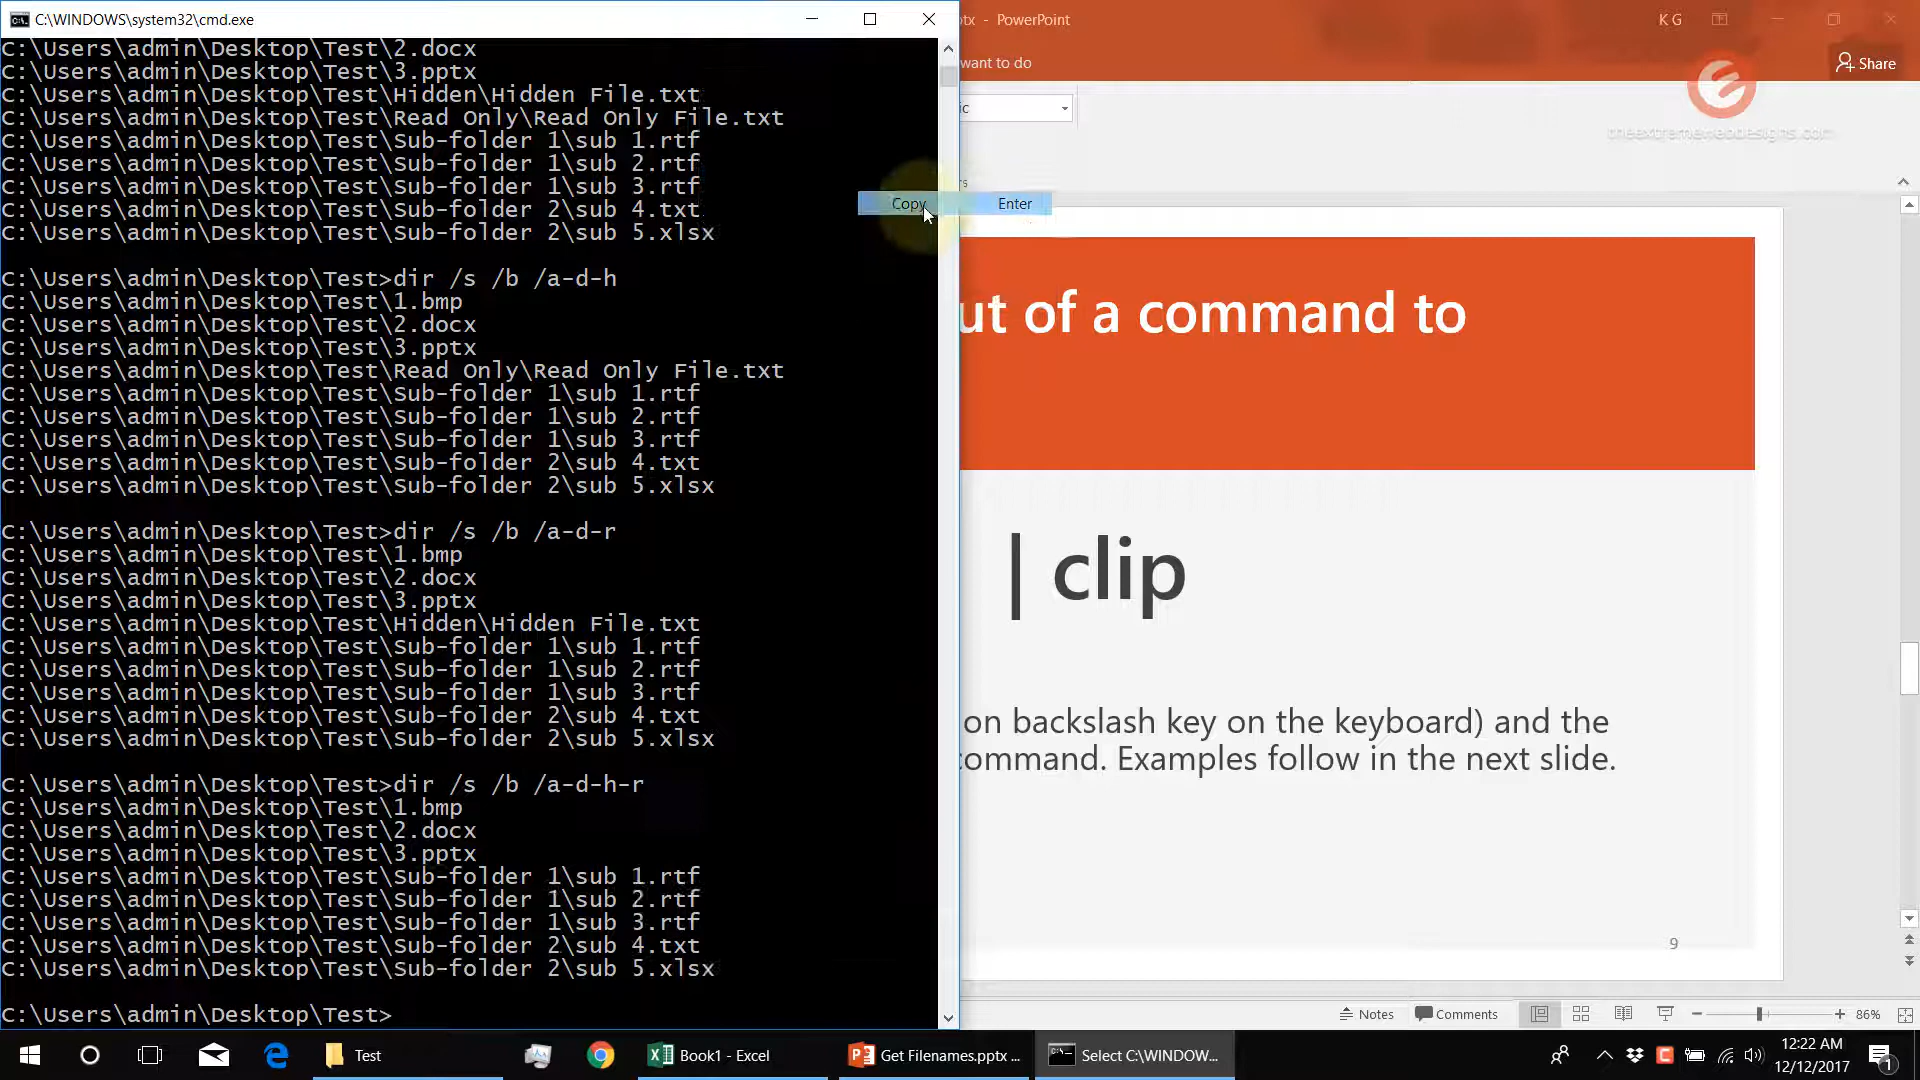 C:\WINDOWS\system32\cmd.exe
C:\Users\admin\Desktop\Test\2.docx
C:\Users\admin\Desktop\Test\3.pptx
C:\Users\admin\Desktop\Test\Hidden\Hidden File.txt
C:\Users\admin\Desktop\Test\Read Only\Read Only File.txt
C:\Users\admin\Desktop\Test\Sub-folder 1\sub 1.rtf
C:\Users\admin\Desktop\Test\Sub-folder 1\sub 2.rtf
C:\Users\admin\Desktop\Test\Sub-folder 1\sub 3.rtf
C:\Users\admin\Desktop\Test\Sub-folder 2\sub 4.txt
C:\Users\admin\Desktop\Test\Sub-folder 2\sub 5.xlsx
C:\Users\admin\Desktop\Test>dir /s /b /a-d-h
C:\Users\admin\Desktop\Test\1.bmp
C:\Users\admin\Desktop\Test\2.docx
C:\Users\admin\Desktop\Test\3.pptx
C:\Users\admin\Desktop\Test\Read Only\Read Only File.txt
C:\Users\admin\Desktop\Test\Sub-folder 1\sub 1.rtf
C:\Users\admin\Desktop\Test\Sub-folder 1\sub 2.rtf
C:\Users\admin\Desktop\Test\Sub-folder 1\sub 3.rtf
C:\Users\admin\Desktop\Test\Sub-folder 2\sub 4.txt
C:\Users\admin\Desktop\Test\Sub-folder 2\sub 5.xlsx
C:\Users\admin\Desktop\Test>dir /s /b /a-d-r
C:\Users\admin\Desktop\Test\1.bmp
C:\Users\admin\Desktop\Test\2.docx
C:\Users\admin\Desktop\Test\3.pptx
C:\Users\admin\Desktop\Test\Hidden\Hidden File.txt
C:\Users\admin\Desktop\Test\Sub-folder 1\sub 1.rtf
C:\Users\admin\Desktop\Test\Sub-folder 1\sub 2.rtf
C:\Users\admin\Desktop\Test\Sub-folder 1\sub 3.rtf
C:\Users\admin\Desktop\Test\Sub-folder 2\sub 4.txt
C:\Users\admin\Desktop\Test\Sub-folder 2\sub 5.xlsx
C:\Users\admin\Desktop\Test>dir /s /b /a-d-h-r
C:\Users\admin\Desktop\Test\1.bmp
C:\Users\admin\Desktop\Test\2.docx
C:\Users\admin\Desktop\Test\3.pptx
C:\Users\admin\Desktop\Test\Sub-folder 1\sub 1.rtf
C:\Users\admin\Desktop\Test\Sub-folder 1\sub 2.rtf
C:\Users\admin\Desktop\Test\Sub-folder 1\sub 3.rtf
C:\Users\admin\Desktop\Test\Sub-folder 2\sub 4.txt
C:\Users\admin\Desktop\Test\Sub-folder 2\sub 5.xlsx
C:\Users\admin\Desktop\Test>
Copy Enter
ptx - PowerPoint
K G
want to do
Share
theextremewebdesigns.com
ic
rs
ut of a command to
| clip
on backslash key on the keyboard) and the
command. Examples follow in the next slide.
9
Notes Comments 86%
Test
Book1 - Excel
Get Filenames.pptx ...
Select C:\WINDOW...
12:22 AM
12/12/2017
1